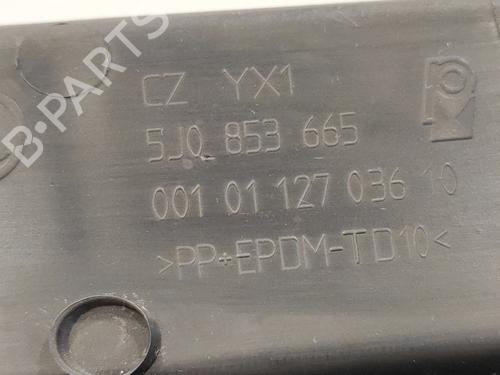 CZ YX1
5J0 853 665
001 01 127 036 10
>PP+EPDM-TD10<
B-PARTS